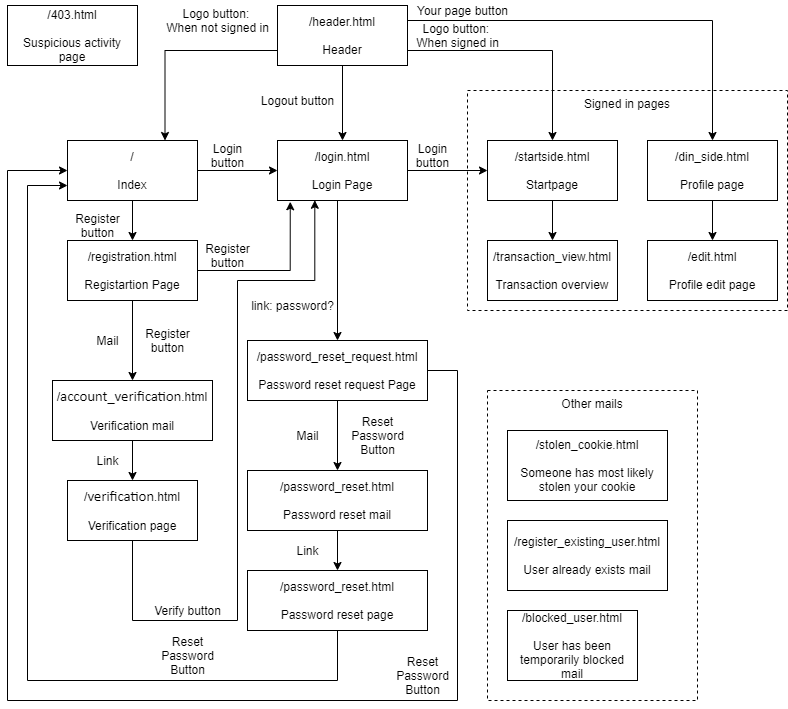 /403.html
Suspicious activity
page
Logo button:
When not signed in
/header.html
Header
Your page button
Logo button:
When signed in
Logout button
Signed in pages
/
Index
Login
button
/login.html
Login Page
Login
button
/startside.html
Startpage
/din_side.html
Profile page
Register
button
/registration.html
Registartion Page
Register
button
/transaction_view.html
Transaction overview
/edit.html
Profile edit page
link: password?
Mail
Register
button
/password_reset_request.html
Password reset request Page
/account_verification.html
Verification mail
Mail
Reset
Password
Button
Other mails
/stolen_cookie.html
Someone has most likely
stolen your cookie
Link
/verification.html
Verification page
/password_reset.html
Password reset mail
/register_existing_user.html
User already exists mail
Link
/password_reset.html
Password reset page
Verify button
/blocked_user.html
User has been
temporarily blocked
mail
Reset
Password
Button
Reset
Password
Button